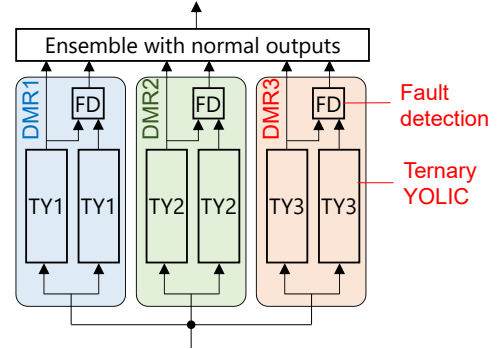 Ensemble with normal outputs
DMR1
FD
DMR2
FD
DMR3
FD
Fault
detection
TY1
TY1
TY2
TY2
TY3
TY3
Ternary
YOLIC